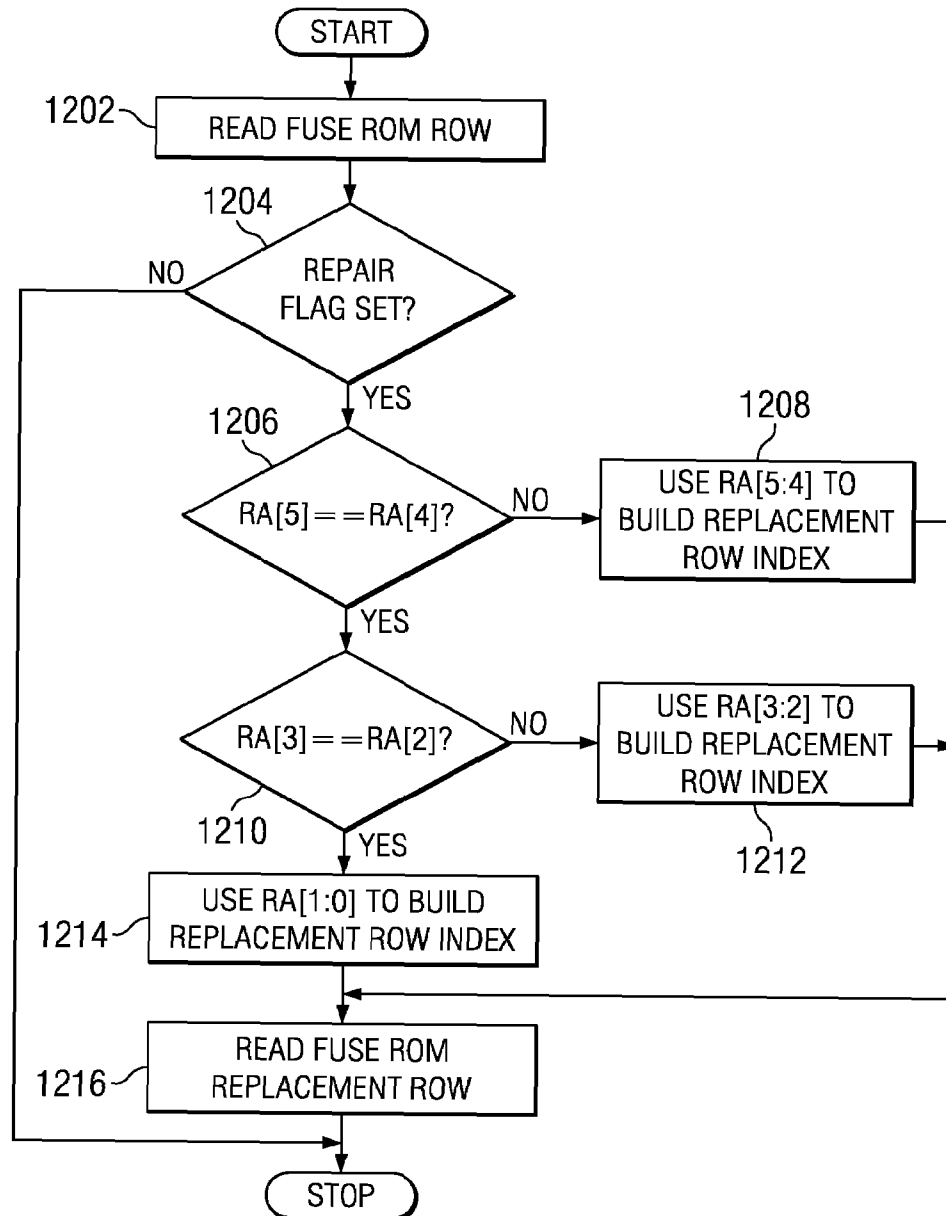 START
1202
READ FUSE ROM ROW
1204
REPAIR
FLAG SET?
NO
YES
1206
RA[5]==RA[4]?
NO
1208
USE RA[5:4] TO
BUILD REPLACEMENT
ROW INDEX
YES
RA[3]==RA[2]?
NO
USE RA[3:2] TO
BUILD REPLACEMENT
ROW INDEX
1210
1212
YES
1214
USE RA[1:0] TO BUILD
REPLACEMENT ROW INDEX
1216
READ FUSE ROM
REPLACEMENT ROW
STOP